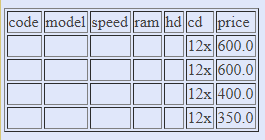 code model speed ram hd cd price
12x 600.0
12x 600.0
12x 400.0
12x 350.0